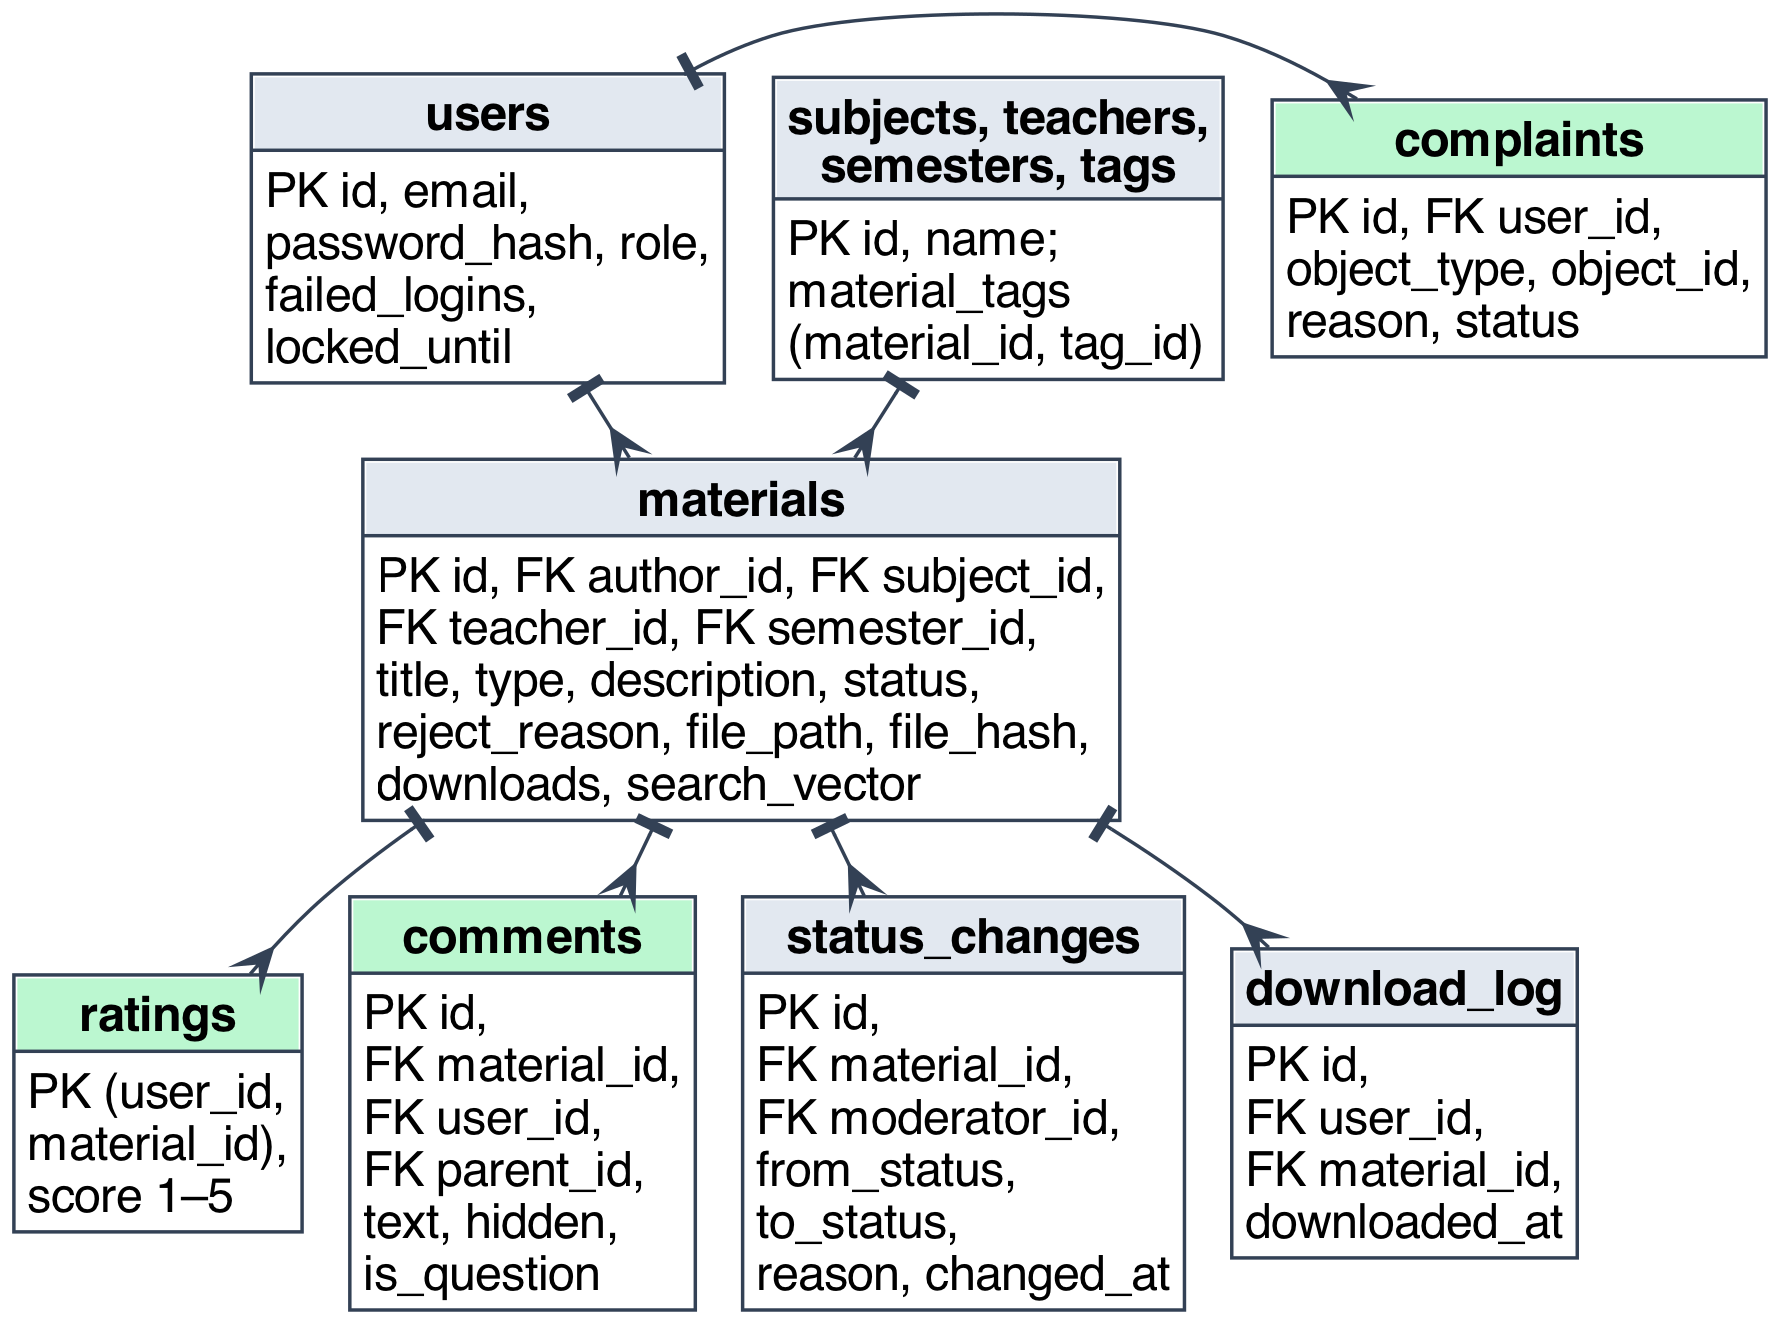 users
PK id, email,
password_hash, role,
failed_logins,
locked_until
subjects, teachers,
semesters, tags
PK id, name;
material_tags
(material_id, tag_id)
complaints
PK id, FK user_id,
object_type, object_id,
reason, status
materials
PK id, FK author_id, FK subject_id,
FK teacher_id, FK semester_id,
title, type, description, status,
reject_reason, file_path, file_hash,
downloads, search_vector
ratings
PK (user_id,
material_id),
score 1–5
comments
PK id,
FK material_id,
FK user_id,
FK parent_id,
text, hidden,
is_question
status_changes
PK id,
FK material_id,
FK moderator_id,
from_status,
to_status,
reason, changed_at
download_log
PK id,
FK user_id,
FK material_id,
downloaded_at